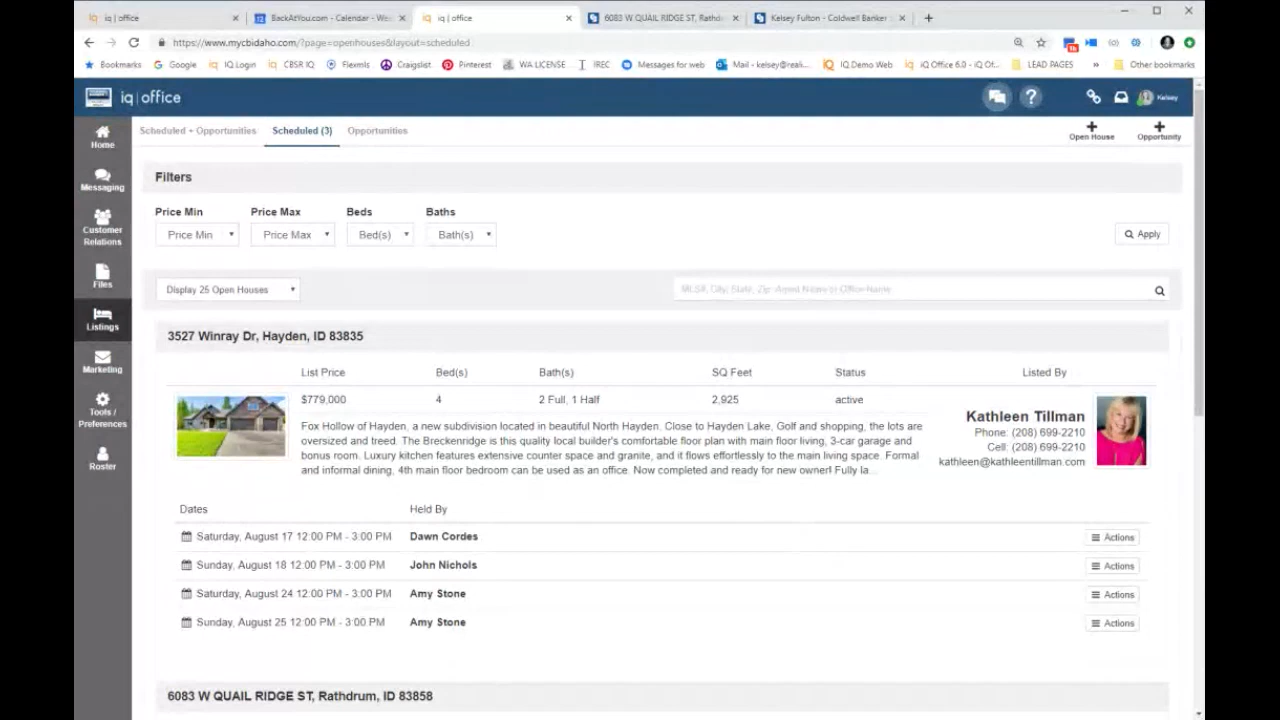 iq | office
BackAtYou.com - Calendar - We
iq | office
6083 W QUAIL RIDGE ST, Rathd
Kelsey Fulton - Coldwell Banker
https://www.mycbidaho.com/?page=openhouses&layout=scheduled
Bookmarks
Google
IQ Login
CBSR IQ
Flexmls
Craigslist
Pinterest
WA LICENSE
IREC
Messages for web
Mail - kelsey@reali...
IQ Demo Web
iQ Office 6.0 - iQ Of...
LEAD PAGES
»
Other bookmarks
iq | office
?
Kelsey
Home
Messaging
Customer
Relations
Files
Listings
Marketing
Tools /
Preferences
Roster
Scheduled + Opportunities
Scheduled (3)
Opportunities
Open House
Opportunity
Filters
Price Min
Price Max
Beds
Baths
Price Min
Price Max
Bed(s)
Bath(s)
Apply
Display 25 Open Houses
MLS#, City, State, Zip, Agent Name or Office Name
3527 Winray Dr, Hayden, ID 83835
List Price
Bed(s)
Bath(s)
SQ Feet
Status
Listed By
$779,000
4
2 Full, 1 Half
2,925
active
Fox Hollow of Hayden, a new subdivision located in beautiful North Hayden. Close to Hayden Lake, Golf and shopping, the lots are
oversized and treed. The Breckenridge is this quality local builder's comfortable floor plan with main floor living, 3-car garage and
bonus room. Luxury kitchen features extensive counter space and granite, and it flows effortlessly to the main living space. Formal
and informal dining, 4th main floor bedroom can be used as an office. Now completed and ready for new owner! Fully la...
Kathleen Tillman
Phone: (208) 699-2210
Cell: (208) 699-2210
kathleen@kathleentillman.com
Dates
Held By
Saturday, August 17 12:00 PM - 3:00 PM
Dawn Cordes
Actions
Sunday, August 18 12:00 PM - 3:00 PM
John Nichols
Actions
Saturday, August 24 12:00 PM - 3:00 PM
Amy Stone
Actions
Sunday, August 25 12:00 PM - 3:00 PM
Amy Stone
Actions
6083 W QUAIL RIDGE ST, Rathdrum, ID 83858